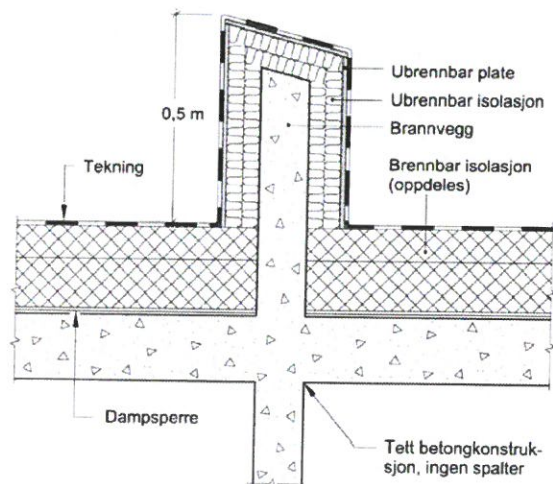 Ubrennbar plate
Ubrennbar isolasjon
0,5 m
Brannvegg
Tekning
Brennbar isolasjon
(oppdeles)
Dampsperre
Tett betongkonstruk-
sjon, ingen spalter